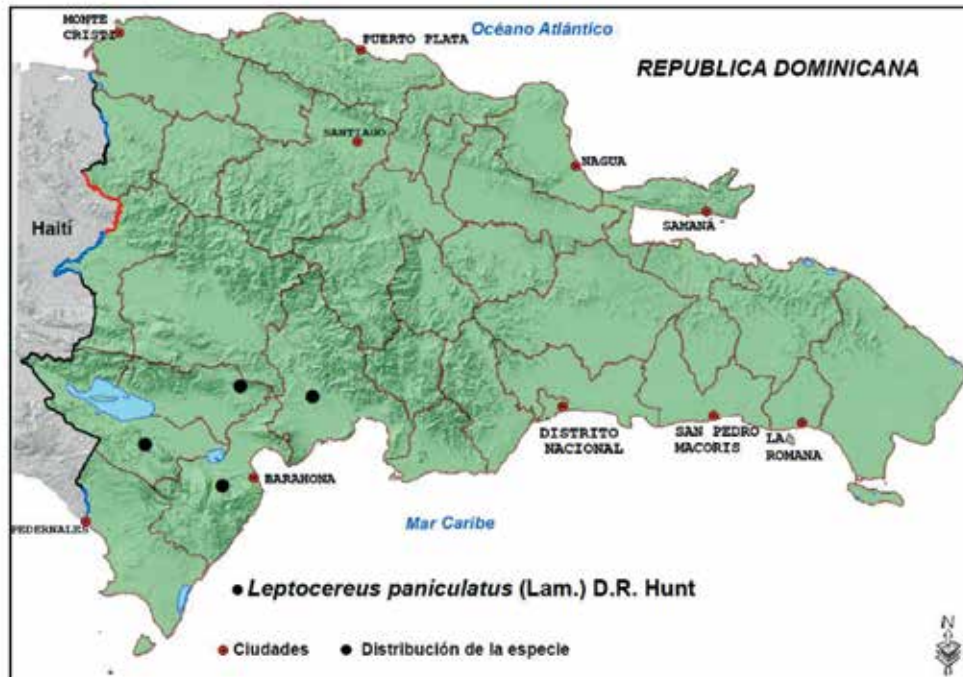 MONTE
CRISTI
PUERTO PLATA
Océano Atlántico
REPUBLICA DOMINICANA
SANTIAGO
NAGUA
SAMANÁ
Haití
DISTRITO
NACIONAL
SAN PEDRO
MACORIS
LA
ROMANA
BARAHONA
PEDERNALES
Mar Caribe
Leptocereus paniculatus (Lam.) D.R. Hunt
Ciudades
Distribución de la especie
N